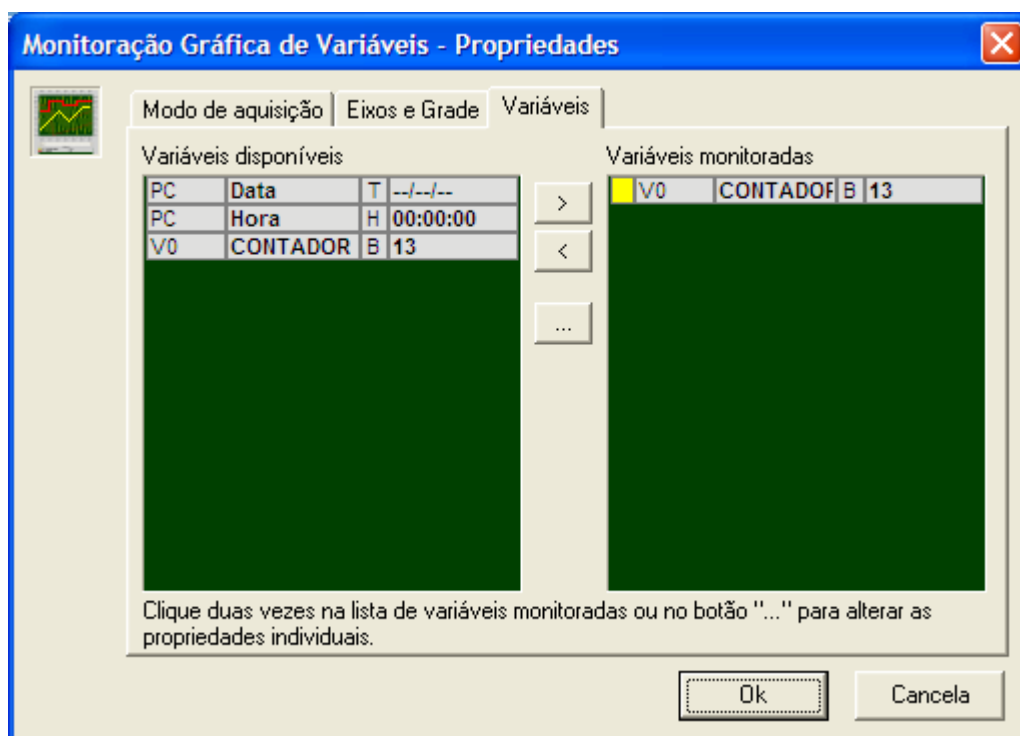 Monitoração Gráfica de Variáveis - Propriedades
Modo de aquisição Eixos e Grade Variáveis
Variáveis disponíveis
PC Data T --/--/--
PC Hora H 00:00:00
V0 CONTADOR B 13
>
<
...
Variáveis monitoradas
V0 CONTADOR B 13
Clique duas vezes na lista de variáveis monitoradas ou no botão "..." para alterar as
propriedades individuais.
Ok Cancela